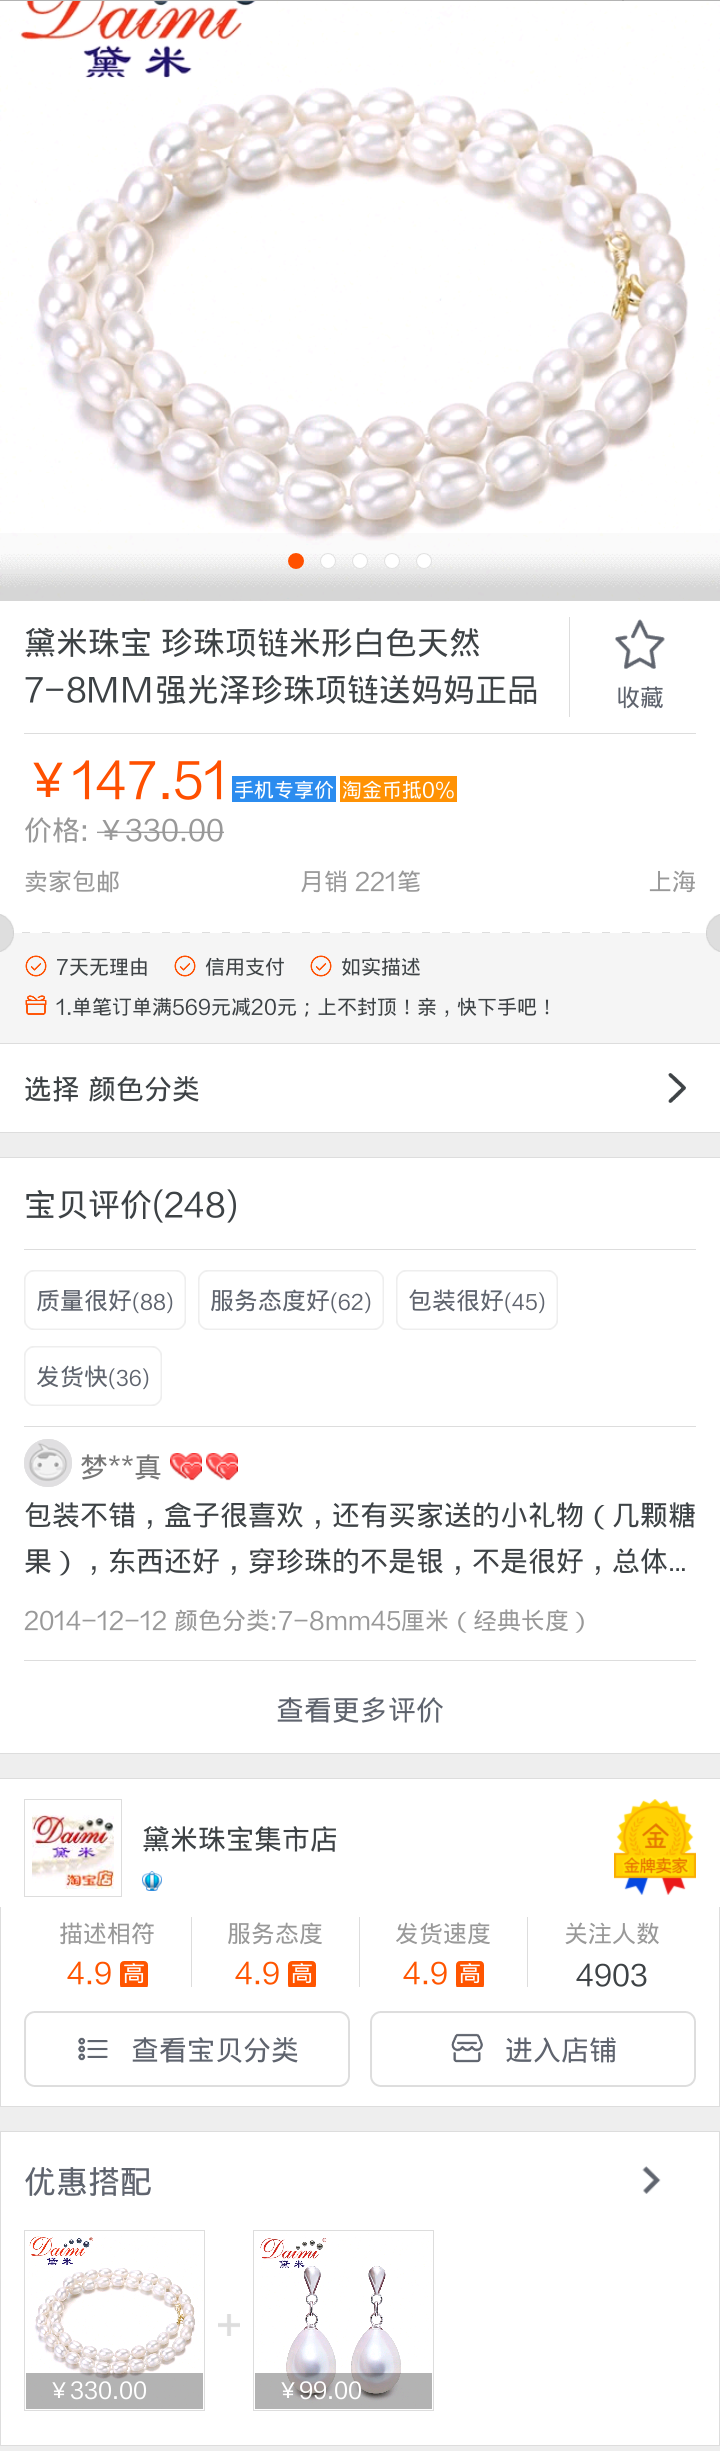 Daimi
黛米
黛米珠宝 珍珠项链米形白色天然
7-8MM强光泽珍珠项链送妈妈正品
收藏
￥147.51 手机专享价 淘金币抵0%
价格: ￥330.00
卖家包邮 月销 221笔 上海
7天无理由 信用支付 如实描述
1.单笔订单满569元减20元；上不封顶！亲，快下手吧！
选择 颜色分类
宝贝评价(248)
质量很好(88) 服务态度好(62) 包装很好(45)
发货快(36)
梦**真
包装不错，盒子很喜欢，还有买家送的小礼物（几颗糖
果），东西还好，穿珍珠的不是银，不是很好，总体...
2014-12-12 颜色分类:7-8mm45厘米（经典长度）
查看更多评价
Daimi
黛米
淘宝店
黛米珠宝集市店
金
金牌卖家
描述相符 服务态度 发货速度 关注人数
4.9 高 4.9 高 4.9 高 4903
查看宝贝分类 进入店铺
优惠搭配
Daimi Daimi
黛米 黛米
+
￥330.00 ￥99.00